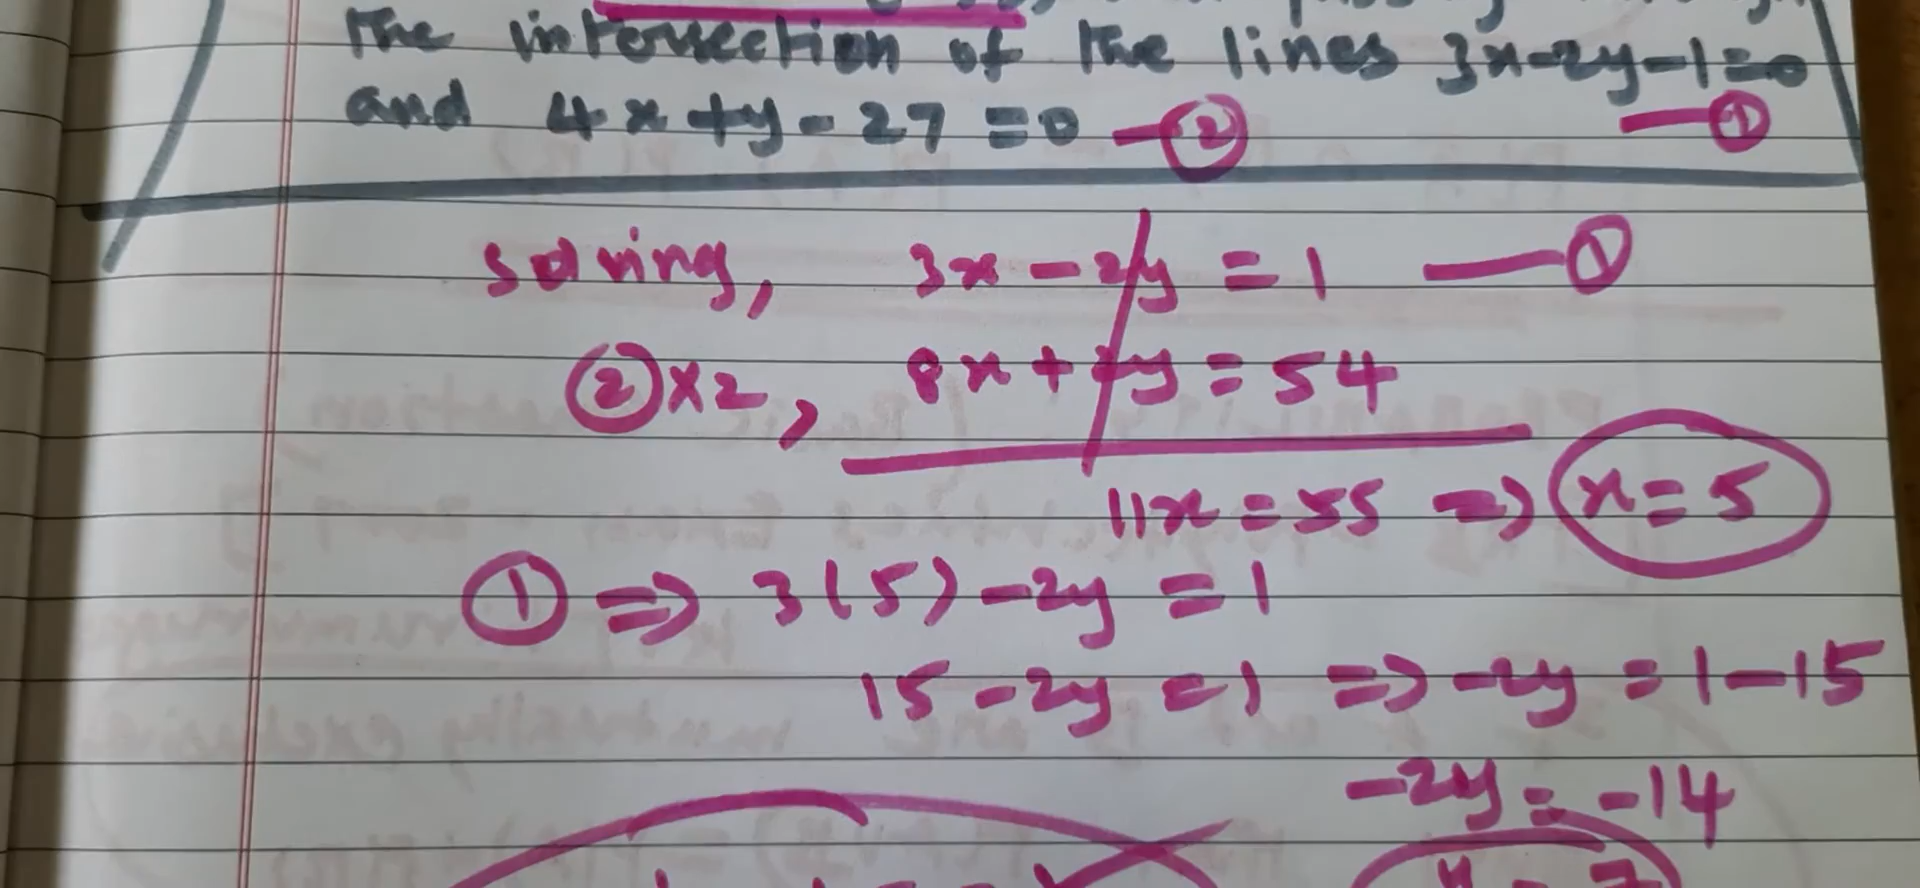 the intersection of the lines 3x-2y-1=0
and 4x+y-27=0 —② —①
solving, 3x-2y=1 —①
②×2, 8x+2y=54
11x=55 ⇒ x=5
① ⇒ 3(5)-2y=1
15-2y=1 ⇒ -2y=1-15
-2y=-14
y=7